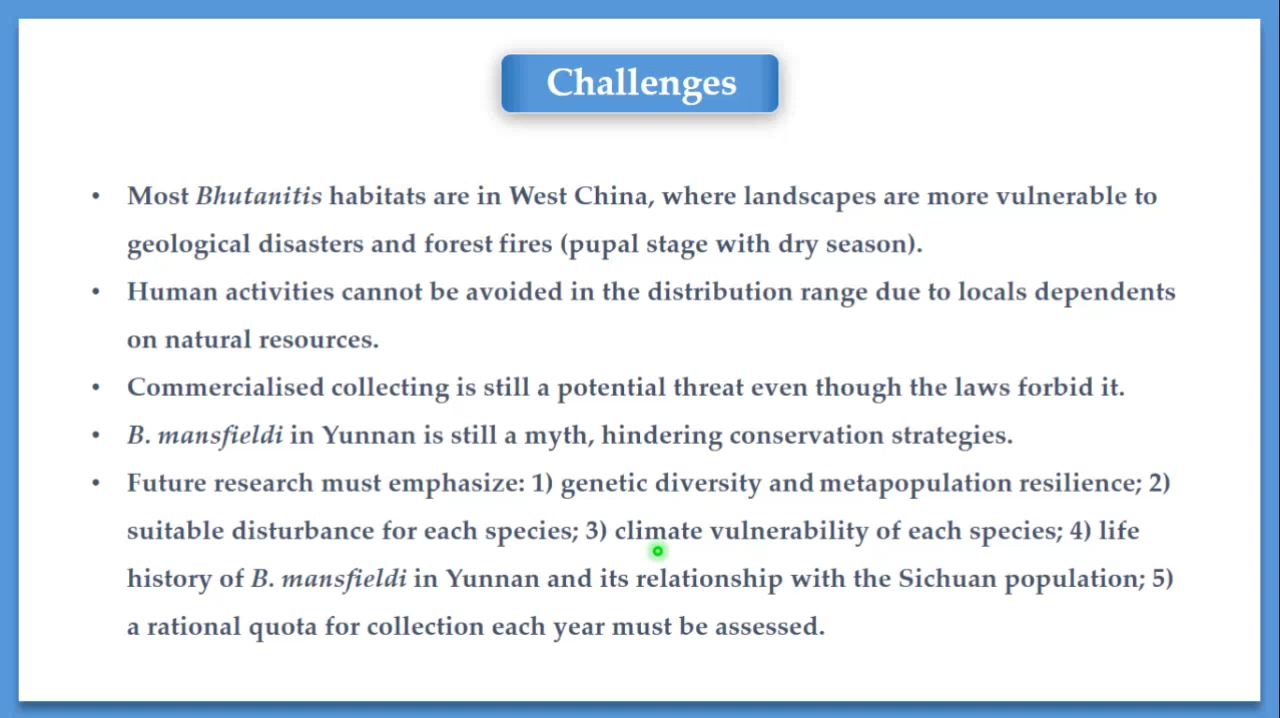 Challenges
• Most Bhutanitis habitats are in West China, where landscapes are more vulnerable to
geological disasters and forest fires (pupal stage with dry season).
• Human activities cannot be avoided in the distribution range due to locals dependents
on natural resources.
• Commercialised collecting is still a potential threat even though the laws forbid it.
• B. mansfieldi in Yunnan is still a myth, hindering conservation strategies.
• Future research must emphasize: 1) genetic diversity and metapopulation resilience; 2)
suitable disturbance for each species; 3) climate vulnerability of each species; 4) life
history of B. mansfieldi in Yunnan and its relationship with the Sichuan population; 5)
a rational quota for collection each year must be assessed.